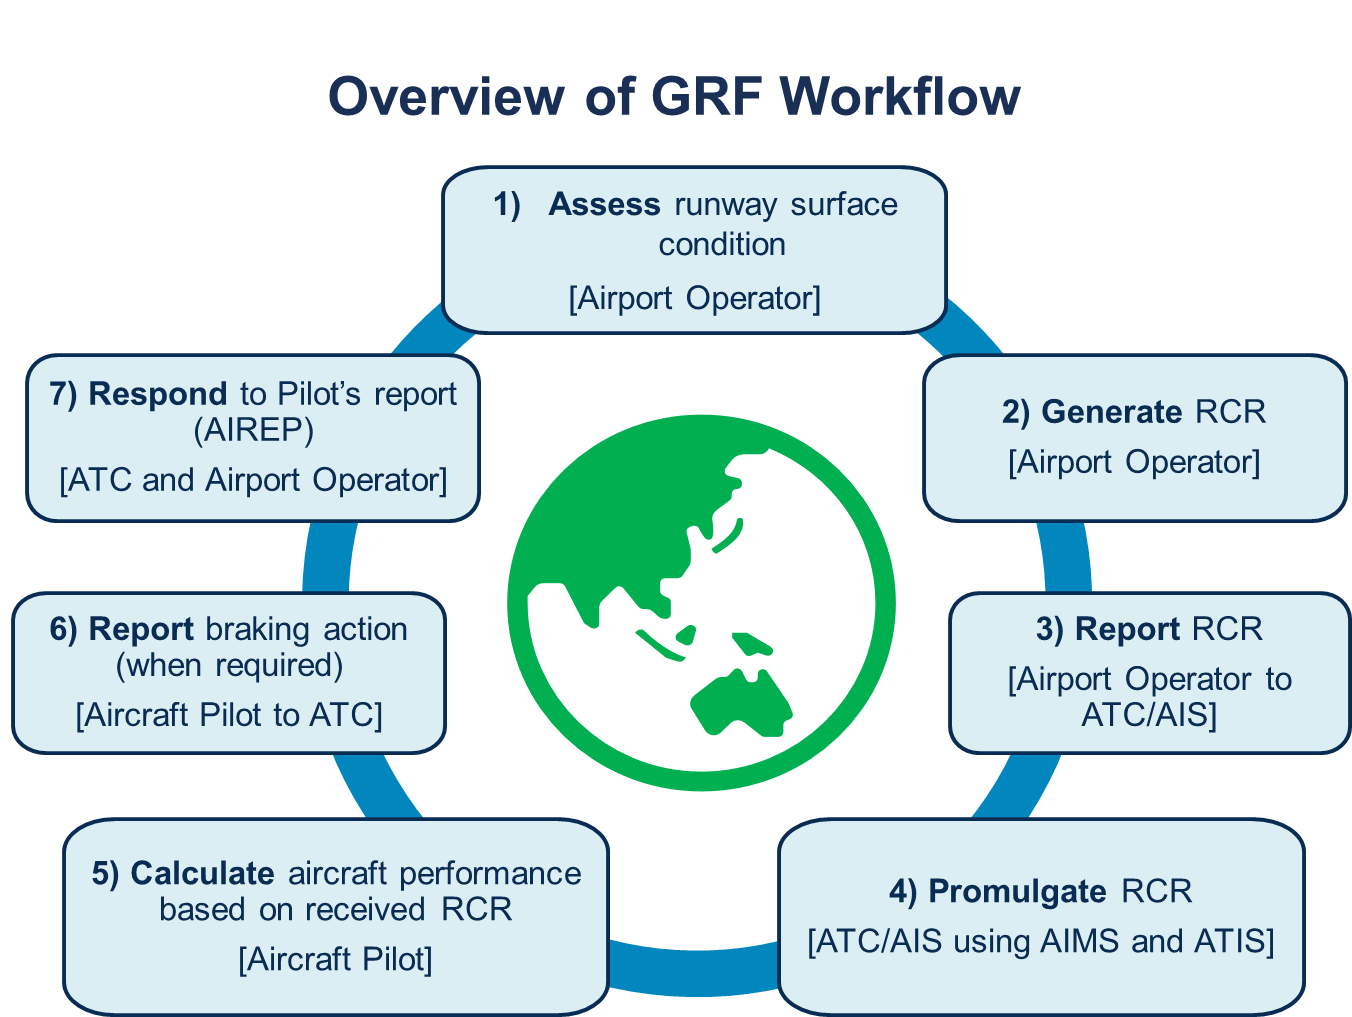 Overview of GRF Workflow
1) Assess runway surface
condition
[Airport Operator]
2) Generate RCR
[Airport Operator]
3) Report RCR
[Airport Operator to
ATC/AIS]
4) Promulgate RCR
[ATC/AIS using AIMS and ATIS]
5) Calculate aircraft performance
based on received RCR
[Aircraft Pilot]
6) Report braking action
(when required)
[Aircraft Pilot to ATC]
7) Respond to Pilot’s report
(AIREP)
[ATC and Airport Operator]